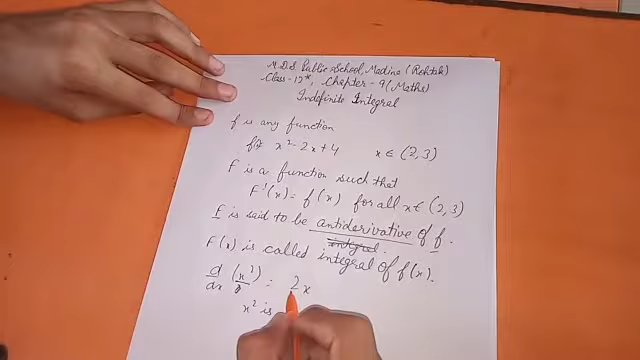 M.D.S Public School, Madina (Rohtak)
Class-12th, Chapter-9 (Maths)
Indefinite Integral
f is any function
f(x) x² - 2x + 4 x ∈ (2,3)
F is a function such that
F'(x) = f(x) for all x ∈ (2,3)
F is said to be antiderivative of f.
integral
F(x) is called integral of f(x).
d/dx (x²) = 2x
x² is